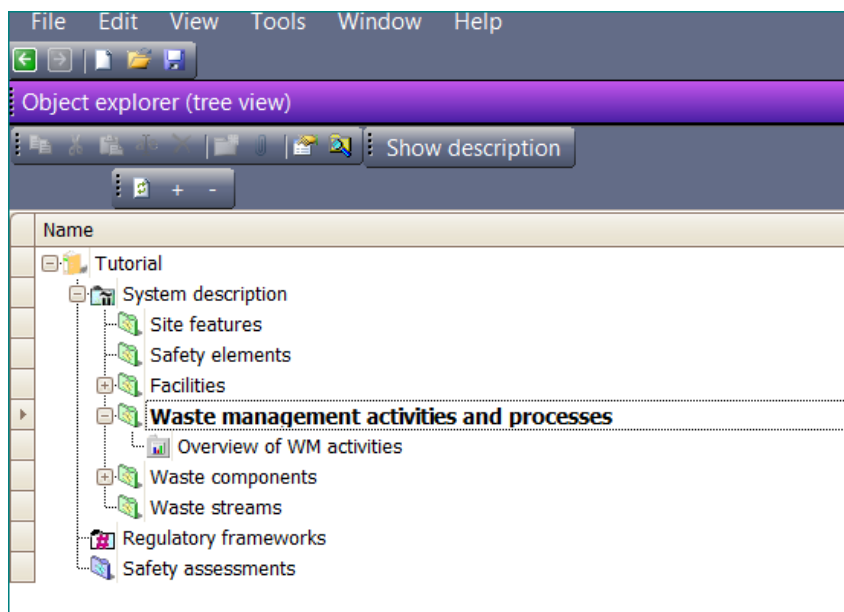 File Edit View Tools Window Help
Object explorer (tree view)
Show description
+ -
Name
Tutorial
System description
Site features
Safety elements
Facilities
Waste management activities and processes
Overview of WM activities
Waste components
Waste streams
Regulatory frameworks
Safety assessments